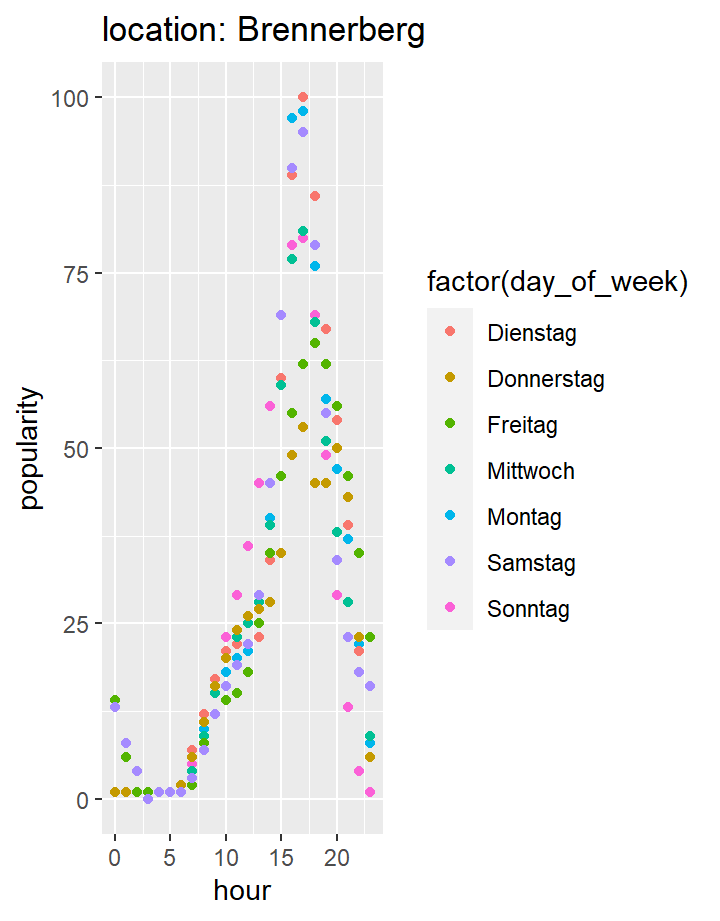 location: Brennerberg
100
75
50
25
0
popularity
0 5 10 15 20
hour
factor(day_of_week)
Dienstag
Donnerstag
Freitag
Mittwoch
Montag
Samstag
Sonntag